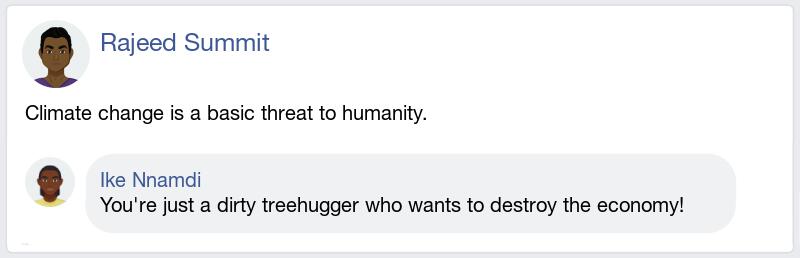 Rajeed Summit
Climate change is a basic threat to humanity.
Ike Nnamdi
You're just a dirty treehugger who wants to destroy the economy!